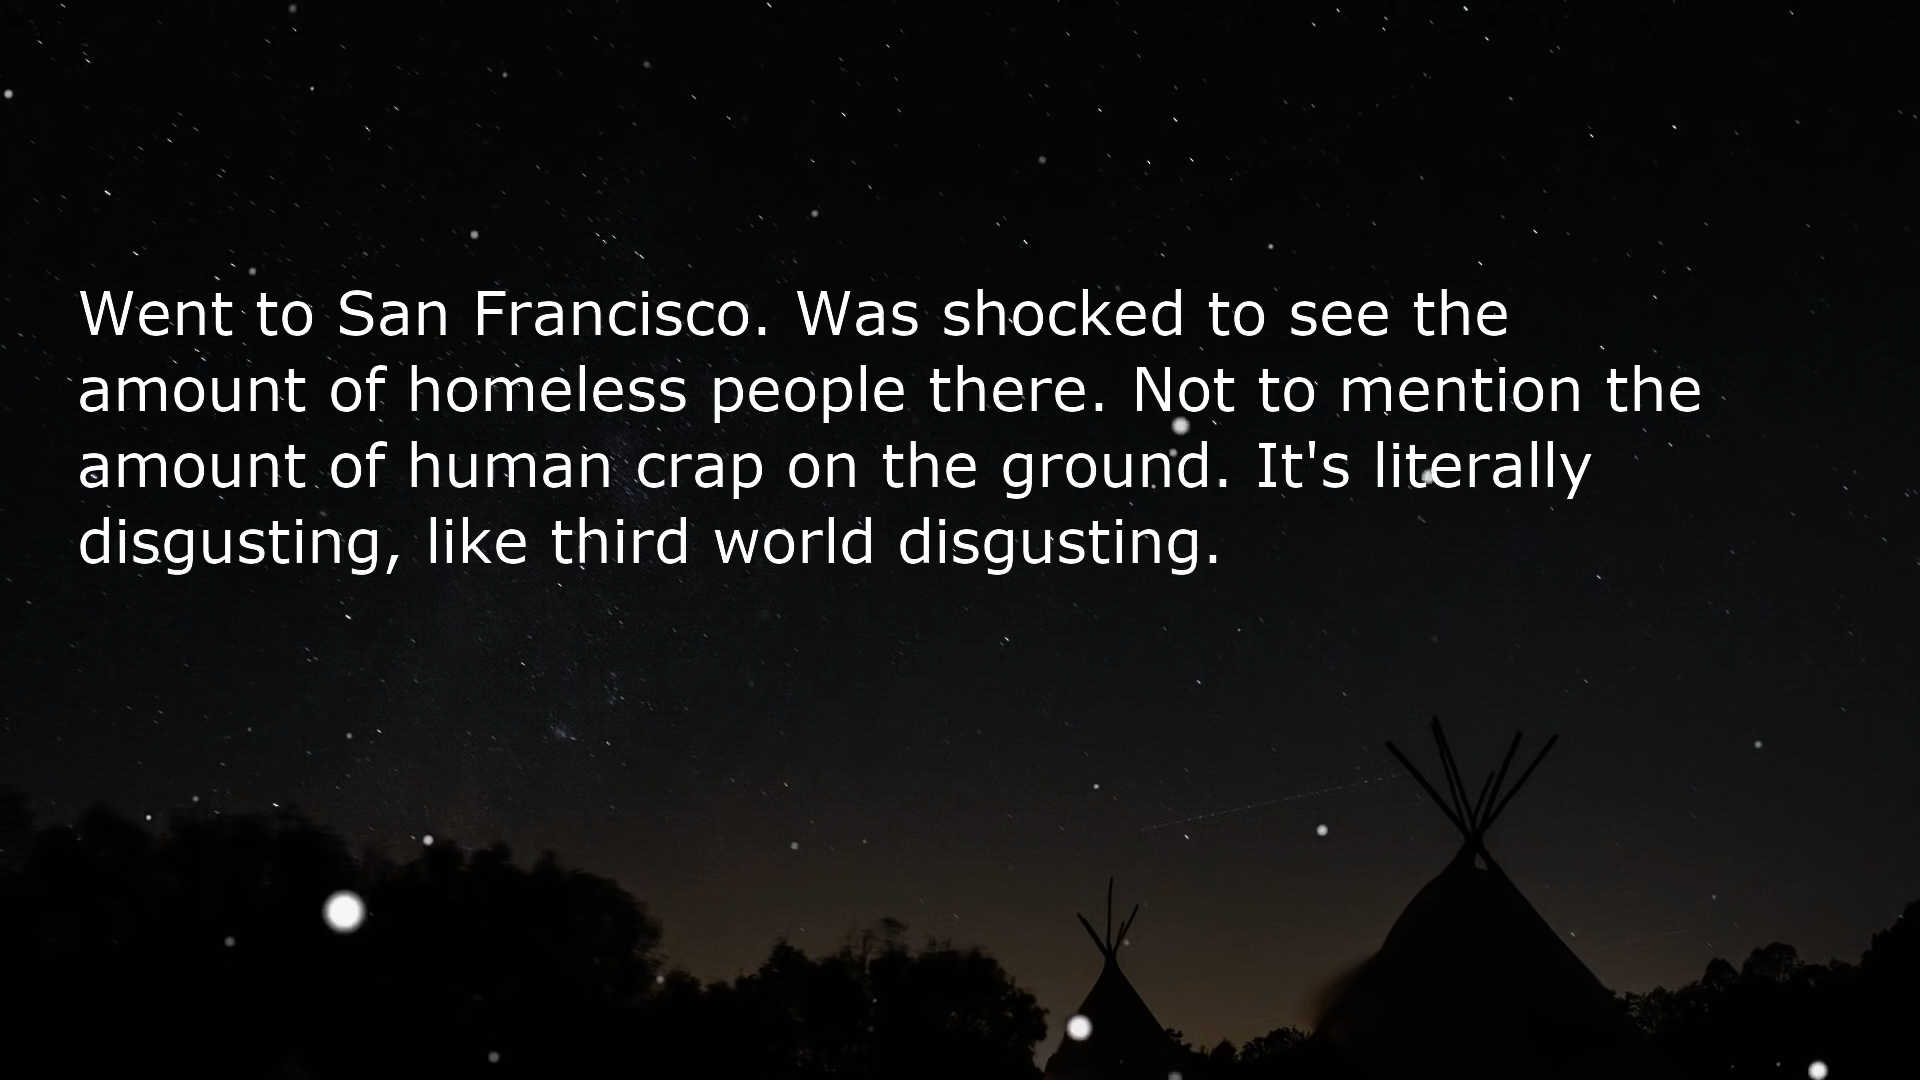 Went to San Francisco. Was shocked to see the
amount of homeless people there. Not to mention the
amount of human crap on the ground. It's literally
disgusting, like third world disgusting.